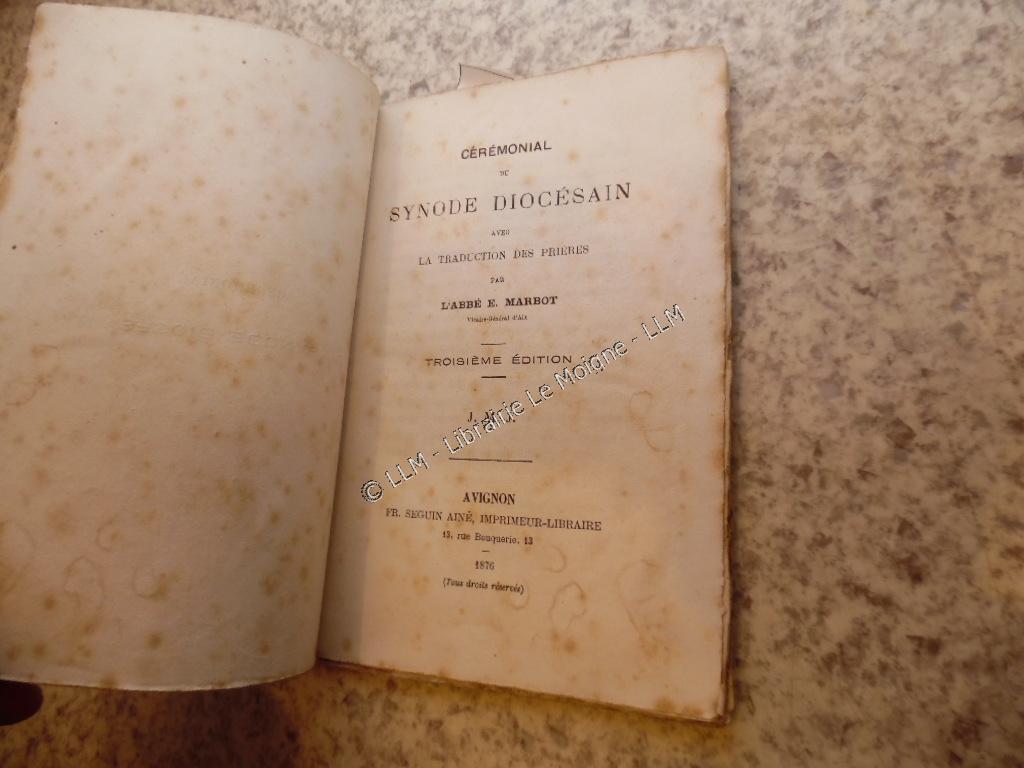 CÉRÉMONIAL
DU
SYNODE DIOCÉSAIN
AVEC
LA TRADUCTION DES PRIÈRES
PAR
L'ABBÉ E. MARBOT
Vicaire-Général d'Aix
TROISIÈME ÉDITION
© LLM - Librairie Le Moigne - LLM
AVIGNON
FR. SEGUIN AINÉ, IMPRIMEUR-LIBRAIRE
13, rue Bouquerie, 13
1876
(Tous droits réservés)